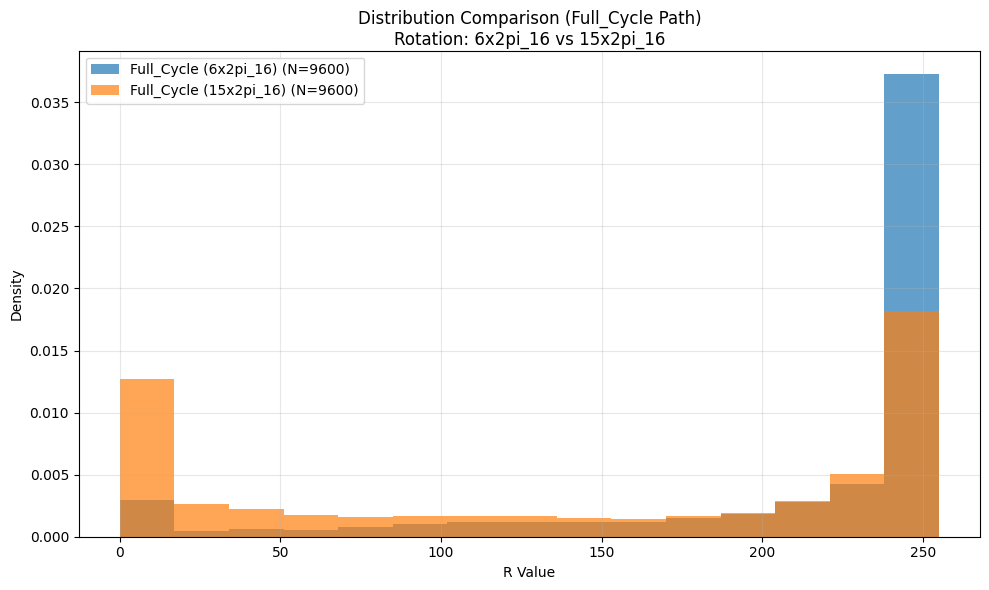 Distribution Comparison (Full_Cycle Path)
Rotation: 6x2pi_16 vs 15x2pi_16
Full_Cycle (6x2pi_16) (N=9600)
Full_Cycle (15x2pi_16) (N=9600)
Density
0.035
0.030
0.025
0.020
0.015
0.010
0.005
0.000
0 50 100 150 200 250
R Value